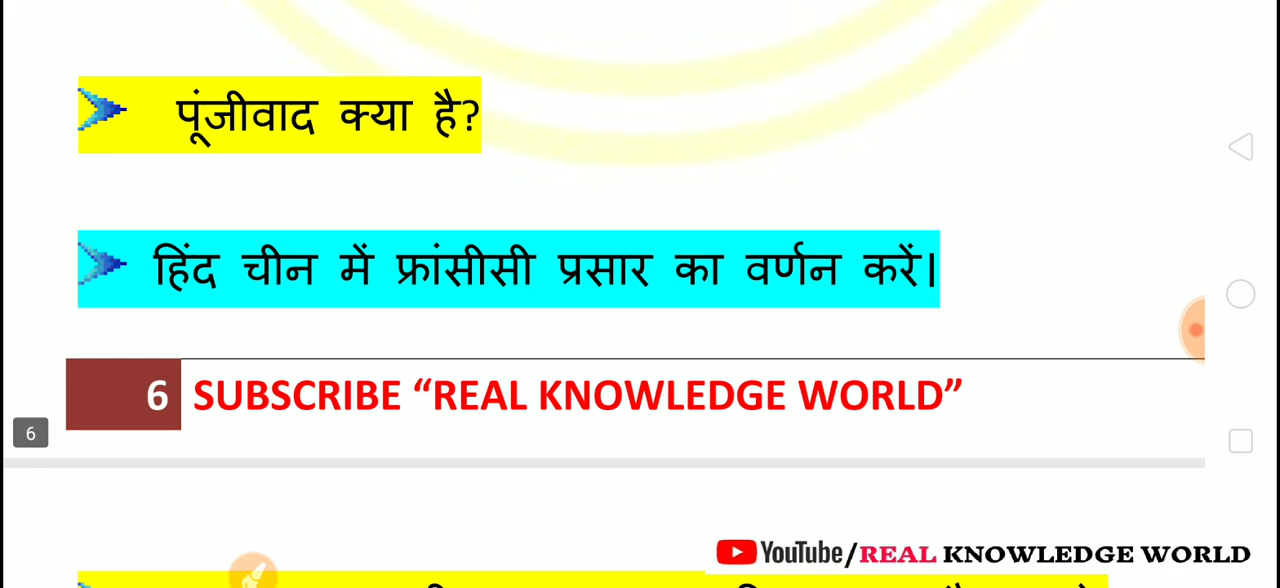 पूंजीवाद क्या है?
हिंद चीन में फ्रांसीसी प्रसार का वर्णन करें।
6 SUBSCRIBE “REAL KNOWLEDGE WORLD”
6
YouTube/REAL KNOWLEDGE WORLD